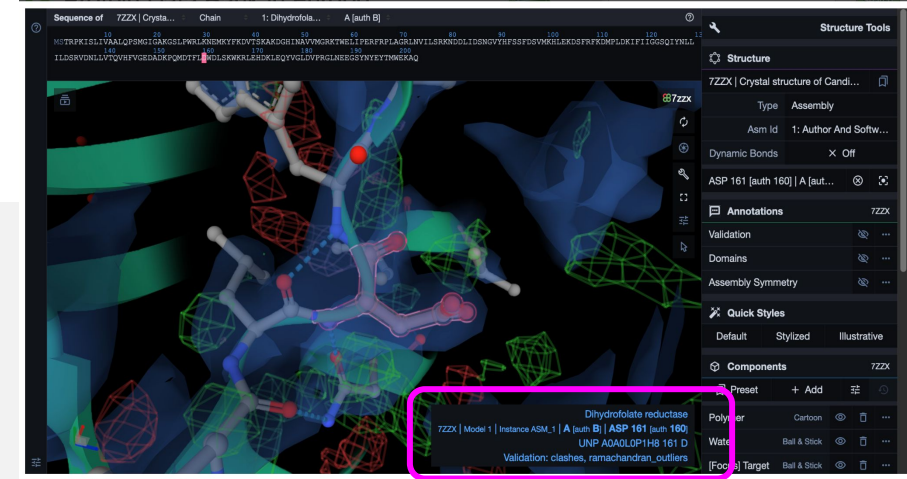 Sequence of 7ZZX | Crysta... Chain 1: Dihydrofola... A [auth B]
10 20 30 40 50 60 70 80 90 100 110 120 13
MSTRPKISLIVAALQPSMGIGAKGSLPWRLKNEMKYFKDVTSKAKDGHINAVVMGRKTWELIPERFRPLAGRLNVILSRKNDDLIDSNGVYHFSSFDSVMKHLEKDSFRFKDMPLDKIFIIGGSQIYNLL
140 150 160 170 180 190 200
7zzx
Structure Tools
Structure
7ZZX | Crystal structure of Candi...
Type Assembly
Asm Id 1: Author And Softw...
Dynamic Bonds × Off
ASP 161 [auth 160] | A [aut...
Annotations 7ZZX
Validation
Domains
Assembly Symmetry
Quick Styles
Default Stylized Illustrative
Components 7ZZX
Preset + Add
Polymer Cartoon
Water Ball & Stick
[Focus] Target Ball & Stick
Dihydrofolate reductase
7ZZX | Model 1 | Instance ASM_1 | A [auth B] | ASP 161 [auth 160]
UNP A0A0L0P1H8 161 D
Validation: clashes, ramachandran_outliers